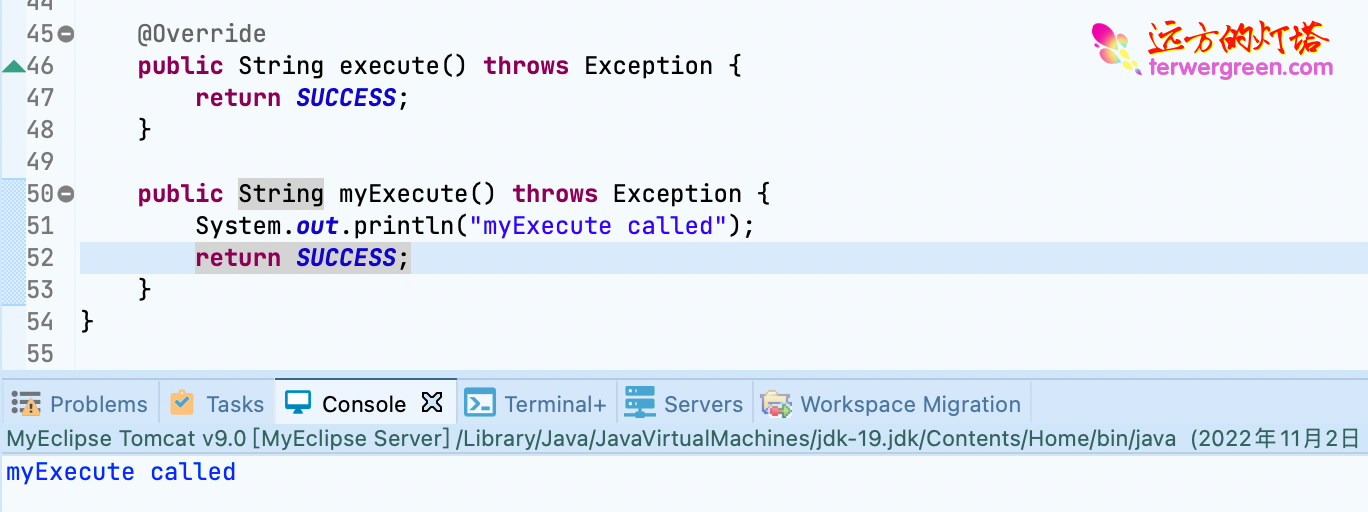 44
45 @Override
46 public String execute() throws Exception {
47 return SUCCESS;
48 }
49
50 public String myExecute() throws Exception {
51 System.out.println("myExecute called");
52 return SUCCESS;
53 }
54 }
55
远方的灯塔
terwergreen.com
Problems Tasks Console Terminal+ Servers Workspace Migration
MyEclipse Tomcat v9.0 [MyEclipse Server] /Library/Java/JavaVirtualMachines/jdk-19.jdk/Contents/Home/bin/java (2022年11月2日
myExecute called